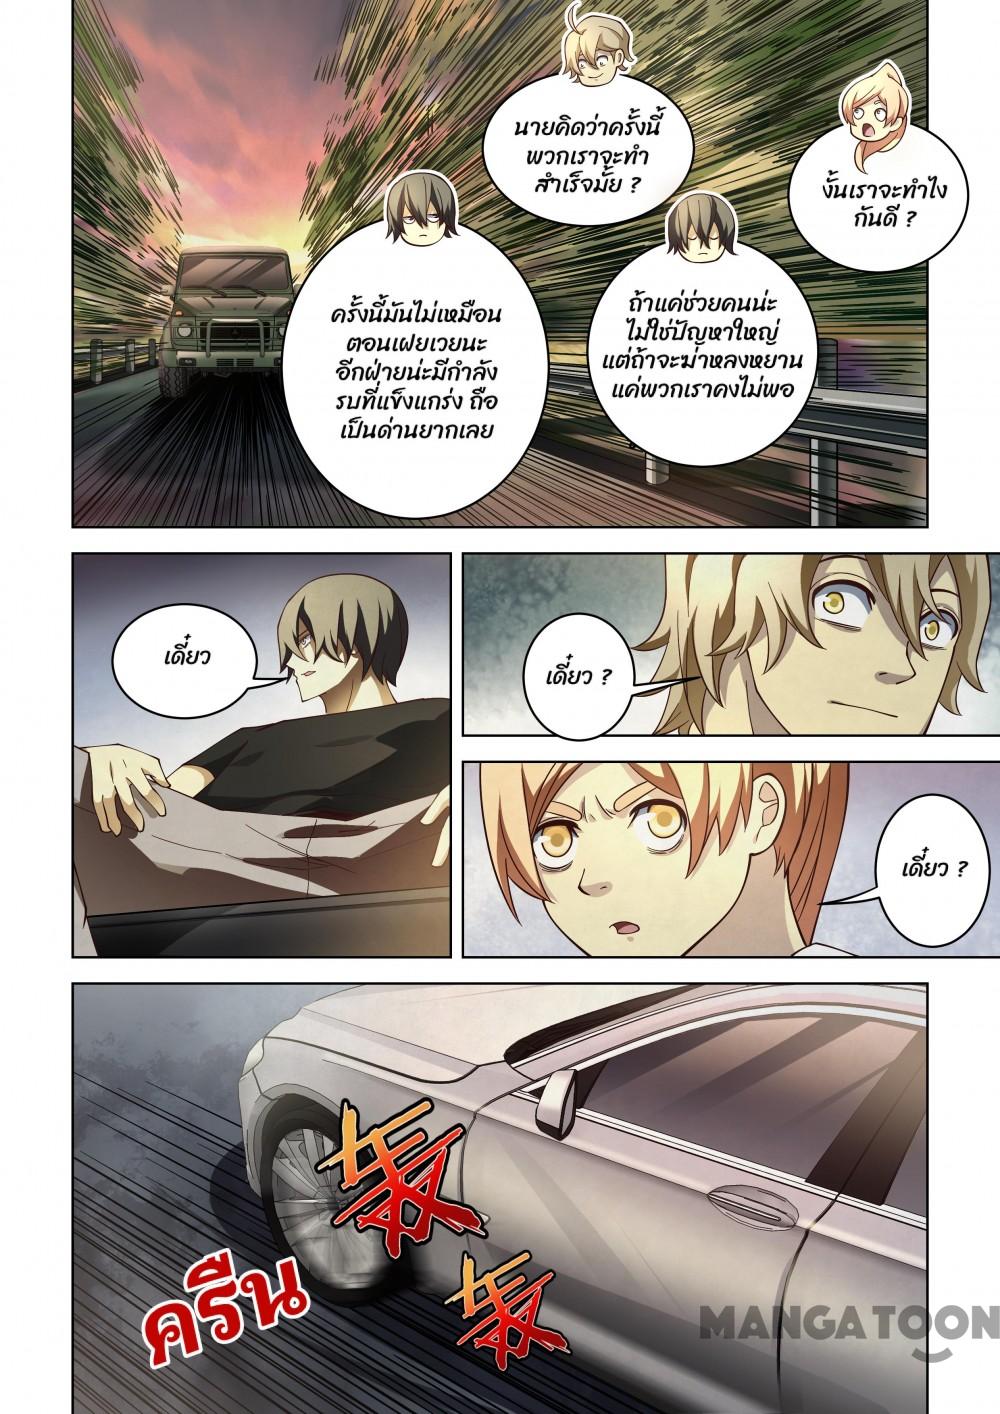 นายคิดว่าครั้งนี้
พวกเราจะทำ
สำเร็จมั้ย ?
ครั้งนี้มันไม่เหมือน
ตอนเฝยเวยนะ
อีกฝ่ายน่ะมีกำลัง
รบที่แข็งแกร่ง ถือ
เป็นด่านยากเลย
งั้นเราจะทำไง
กันดี ?
ถ้าแค่ช่วยคนน่ะ
ไม่ใช่ปัญหาใหญ่
แต่ถ้าจะฆ่าหลงหยาน
แค่พวกเราคงไม่พอ
เดี๋ยว
เดี๋ยว ?
เดี๋ยว ?
ครืน
MANGATOON